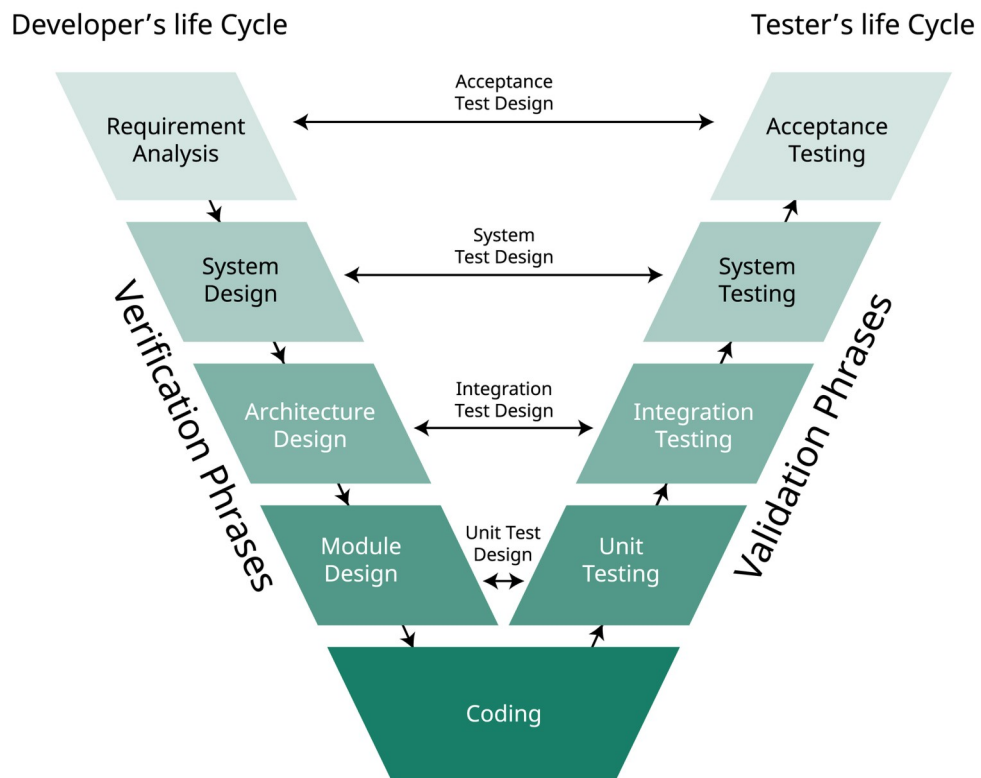 Developer's life Cycle
Tester's life Cycle
Acceptance
Test Design
Requirement
Analysis
Acceptance
Testing
System
Test Design
System
Design
System
Testing
Verification Phrases
Validation Phrases
Integration
Test Design
Architecture
Design
Integration
Testing
Unit Test
Design
Module
Design
Unit
Testing
Coding